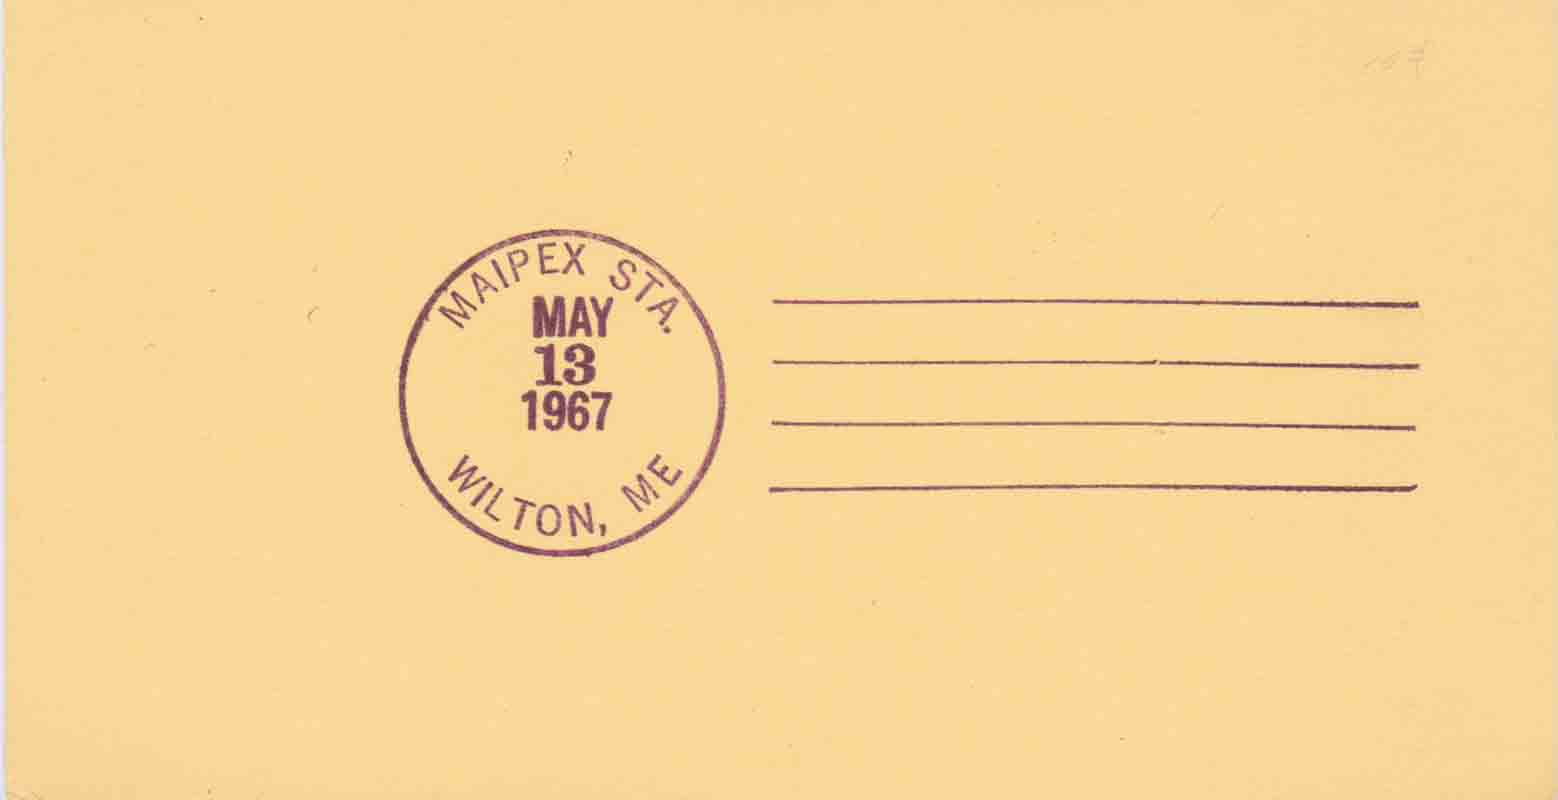 MAIPEX STA.
MAY
13
1967
WILTON, ME